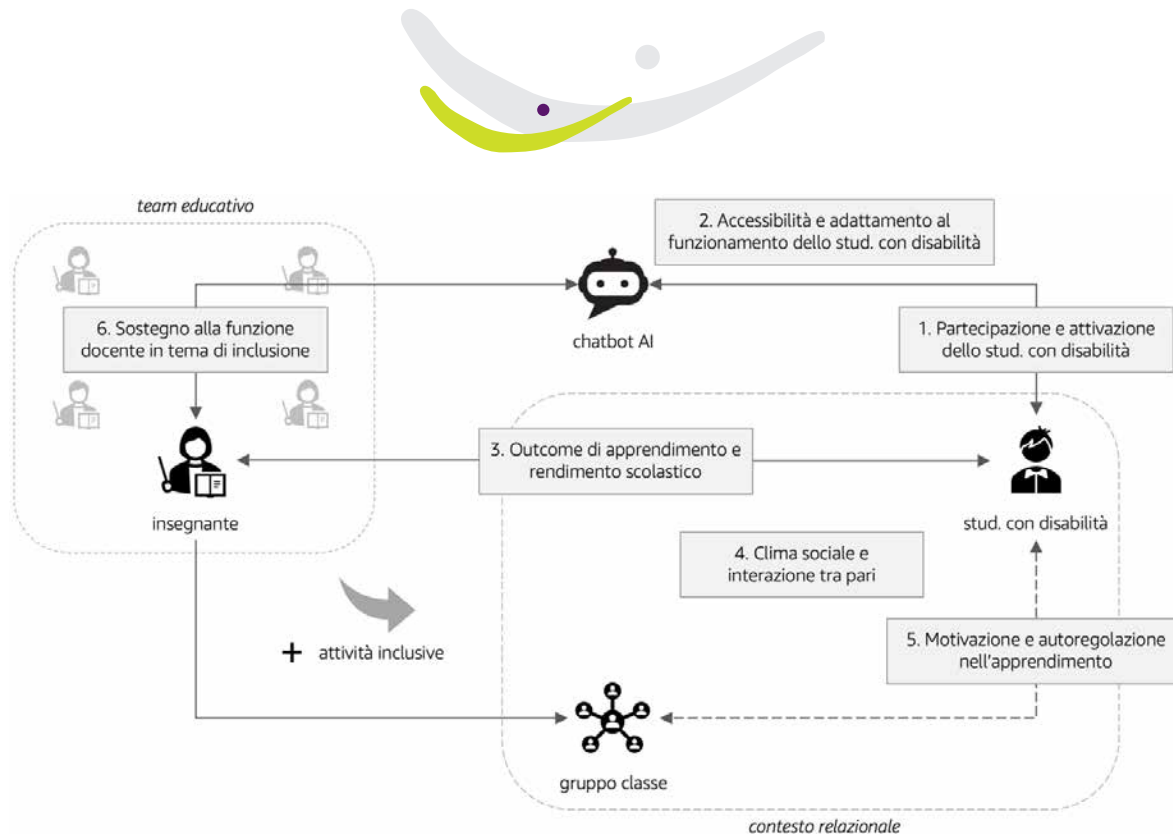 team educativo
2. Accessibilità e adattamento al
funzionamento dello stud. con disabilità
6. Sostegno alla funzione
docente in tema di inclusione
chatbot AI
1. Partecipazione e attivazione
dello stud. con disabilità
3. Outcome di apprendimento e
rendimento scolastico
insegnante
stud. con disabilità
4. Clima sociale e
interazione tra pari
+ attività inclusive
5. Motivazione e autoregolazione
nell'apprendimento
gruppo classe
contesto relazionale